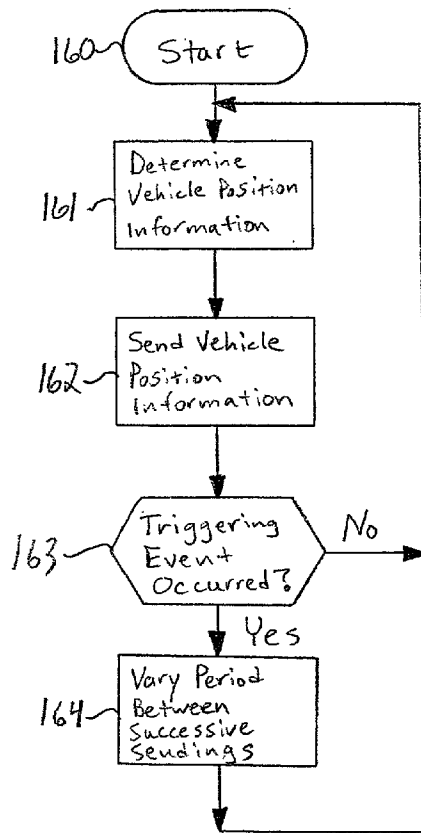 160
Start
161
Determine
Vehicle Position
Information
162
Send Vehicle
Position
Information
163
Triggering
Event
Occurred?
No
Yes
164
Vary Period
Between
Successive
Sendings